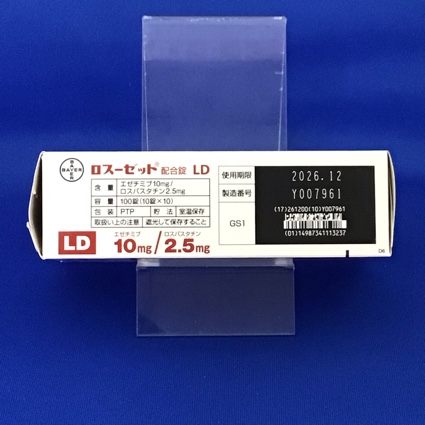 BAYER
BAYER
ロスーゼット® 配合錠 LD
含量 エゼチミブ10mg/
ロスバスタチン2.5mg
容量 100錠(10錠×10)
包装 PTP 貯法 室温保存
取扱い上の注意 遮光して保存すること
LD
エゼチミブ ロスバスタチン
10mg/2.5mg
使用期限 2026.12
製造番号 Y007961
GS1
(17)261200(10)Y007961
(01)14987341113237